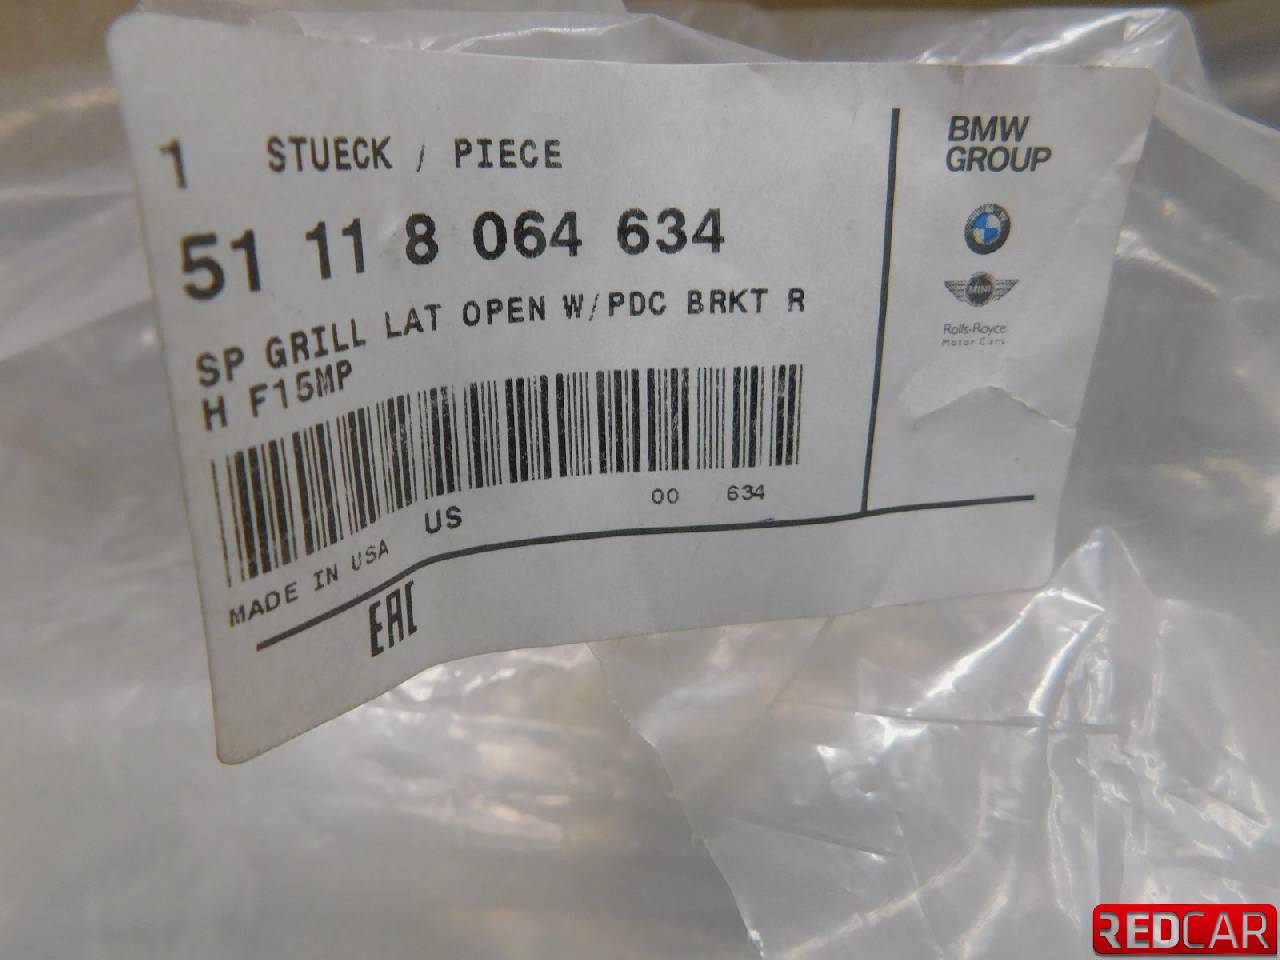 1 STUECK / PIECE
51 11 8 064 634
SP GRILL LAT OPEN W/PDC BRKT R
H F15MP
00 634
US
MADE IN USA
EAC
BMW
GROUP
MINI
Rolls-Royce
Motor Cars
REDCAR